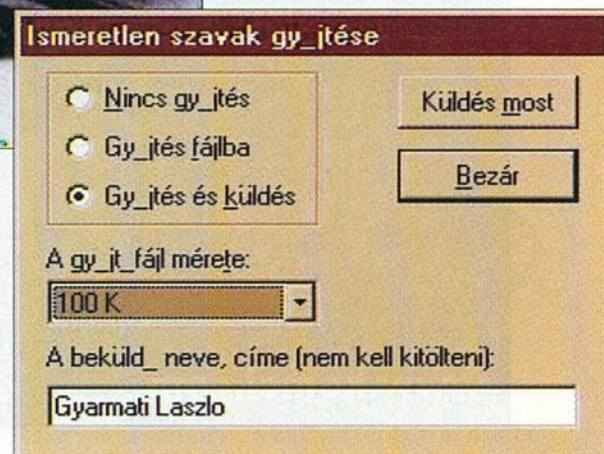 Ismeretlen szavak gy_jtése
Nincs gy_jtés
Gy_jtés fájlba
Gy_jtés és küldés
Küldés most
Bezár
A gy_jt_fájl mérete:
100 K
A beküld_ neve, címe (nem kell kitölteni):
Gyarmati Laszlo